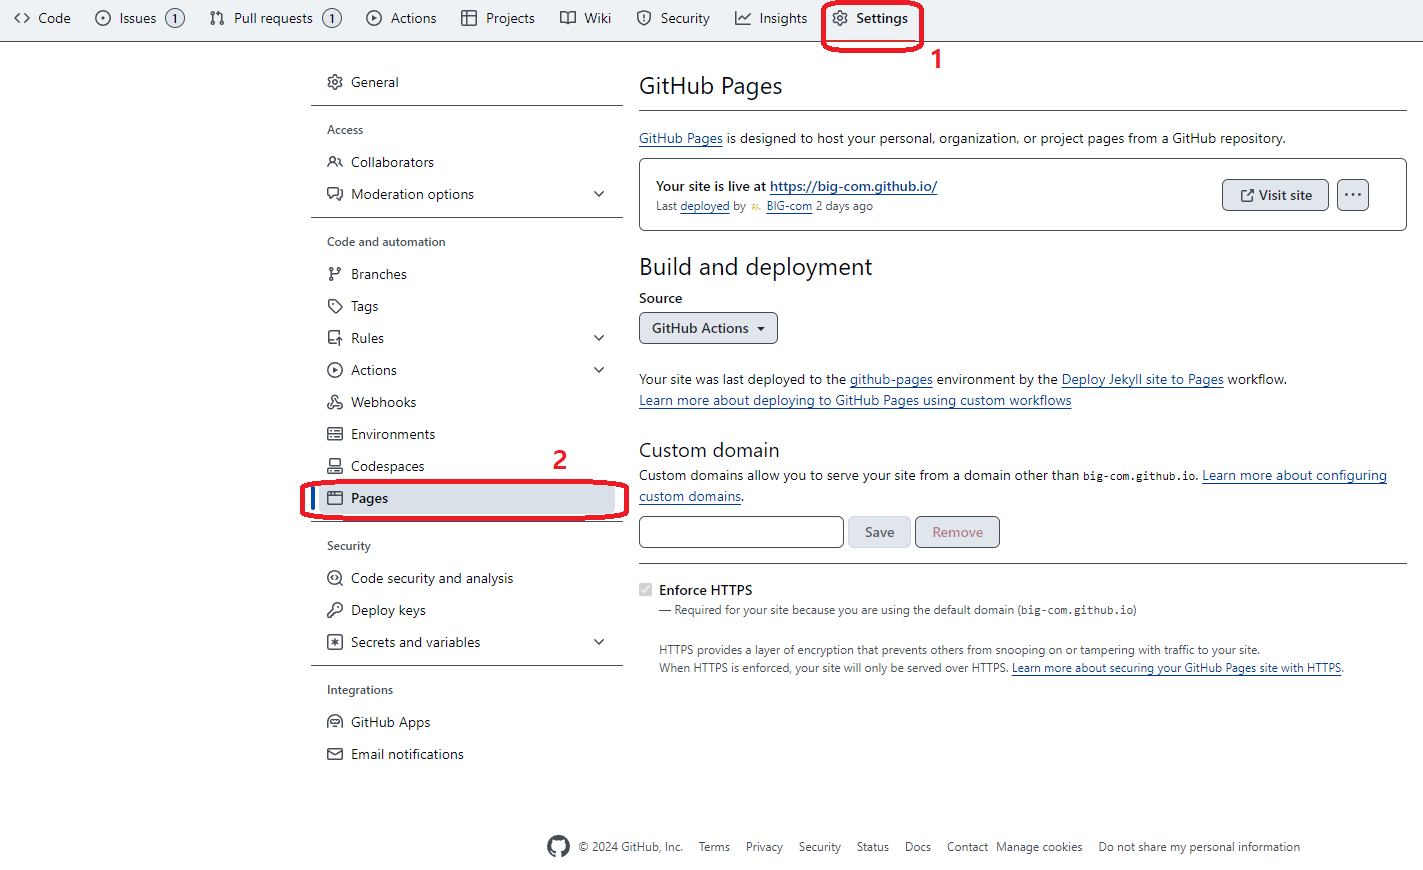 Code Issues 1 Pull requests 1 Actions Projects Wiki Security Insights Settings
1
General
Access
Collaborators
Moderation options
Code and automation
Branches
Tags
Rules
Actions
Webhooks
Environments
Codespaces
2
Pages
Security
Code security and analysis
Deploy keys
Secrets and variables
Integrations
GitHub Apps
Email notifications
GitHub Pages
GitHub Pages is designed to host your personal, organization, or project pages from a GitHub repository.
Your site is live at https://big-com.github.io/
Last deployed by BIG-com 2 days ago
Visit site
Build and deployment
Source
GitHub Actions
Your site was last deployed to the github-pages environment by the Deploy Jekyll site to Pages workflow.
Learn more about deploying to GitHub Pages using custom workflows
Custom domain
Custom domains allow you to serve your site from a domain other than big-com.github.io. Learn more about configuring
custom domains.
Save Remove
Enforce HTTPS
— Required for your site because you are using the default domain (big-com.github.io)
HTTPS provides a layer of encryption that prevents others from snooping on or tampering with traffic to your site.
When HTTPS is enforced, your site will only be served over HTTPS. Learn more about securing your GitHub Pages site with HTTPS.
© 2024 GitHub, Inc. Terms Privacy Security Status Docs Contact Manage cookies Do not share my personal information